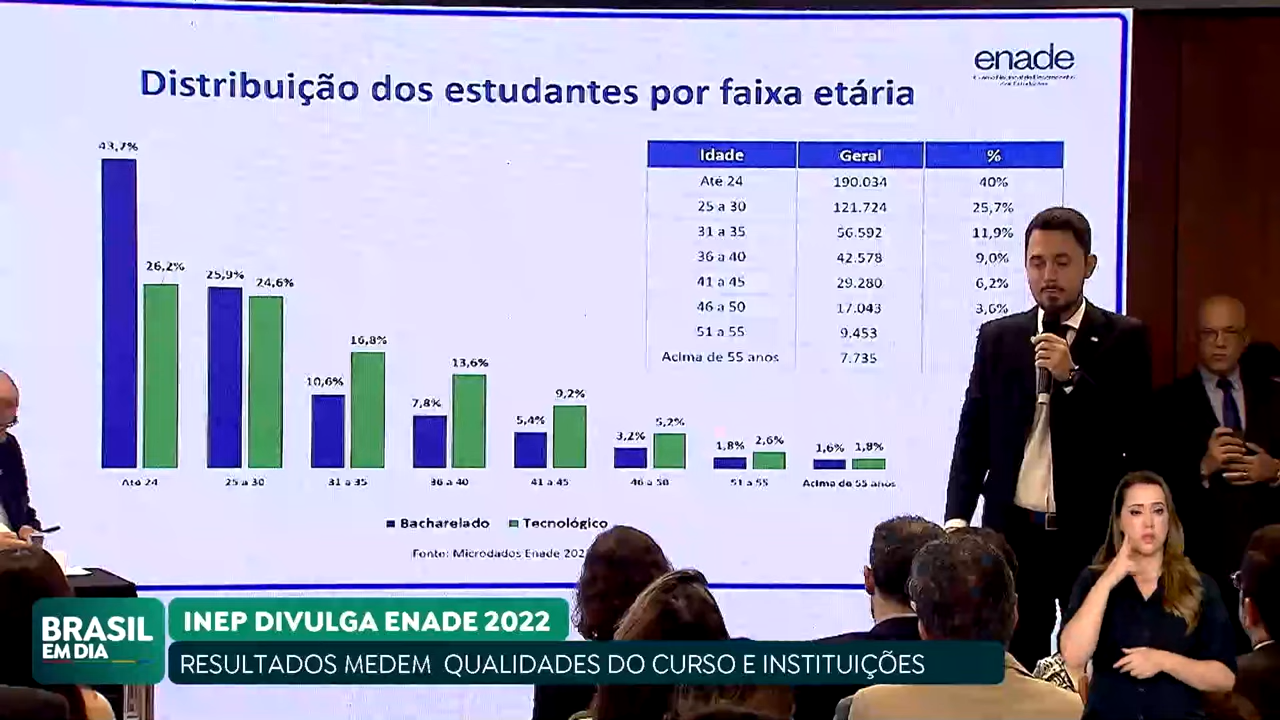 enade
Distribuição dos estudantes por faixa etária
43,7%
26,2%
25,9%
24,6%
10,6%
16,8%
7,8%
13,6%
5,4%
9,2%
3,2%
5,2%
1,8%
2,6%
1,6%
1,8%
Até 24
25 a 30
31 a 35
36 a 40
41 a 45
46 a 50
51 a 55
Acima de 55 anos
Bacharelado
Tecnológico
Fonte: Microdados Enade
Idade Geral %
Até 24 190.034 40%
25 a 30 121.724 25,7%
31 a 35 56.592 11,9%
36 a 40 42.578 9,0%
41 a 45 29.280 6,2%
46 a 50 17.043 3,6%
51 a 55 9.453
Acima de 55 anos 7.735
BRASIL
EM DIA
INEP DIVULGA ENADE 2022
RESULTADOS MEDEM QUALIDADES DO CURSO E INSTITUIÇÕES